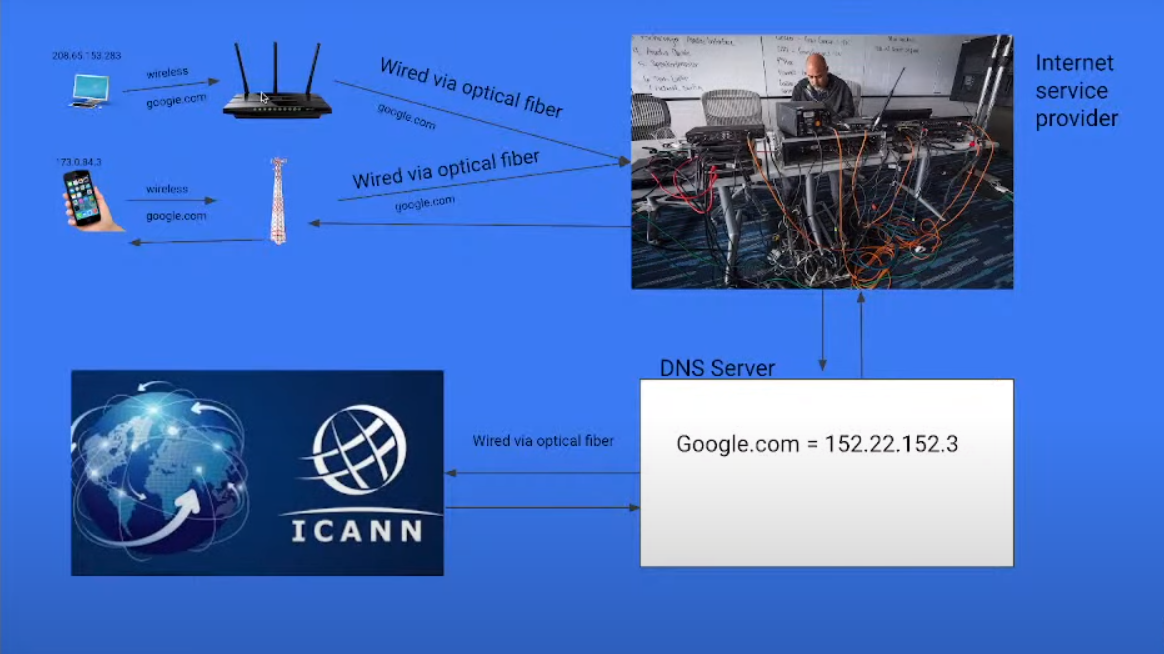 208.65.153.283
wireless
google.com
Wired via optical fiber
google.com
173.0.84.3
wireless
google.com
Wired via optical fiber
google.com
Internet
service
provider
DNS Server
Google.com = 152.22.152.3
Wired via optical fiber
ICANN